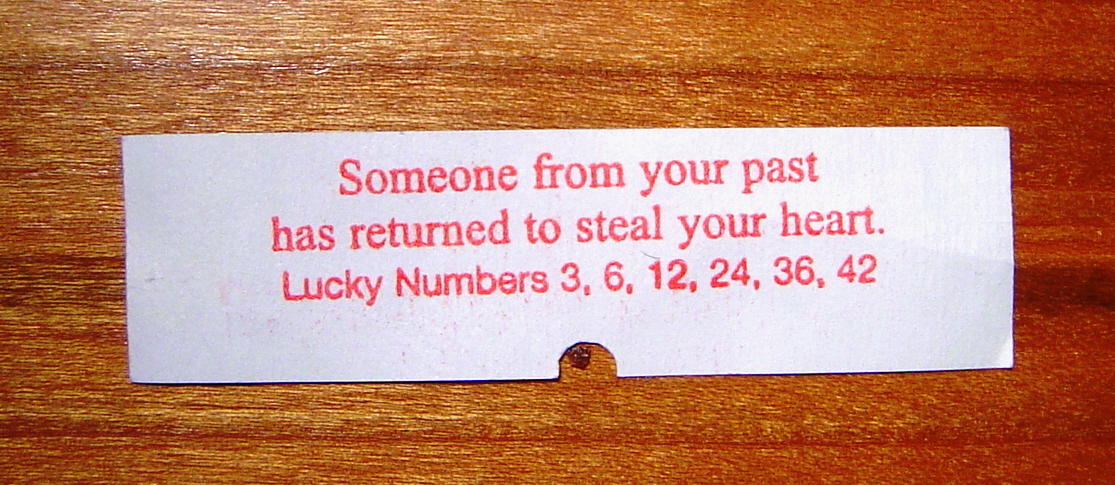 Someone from your past
has returned to steal your heart.
Lucky Numbers 3, 6, 12, 24, 36, 42